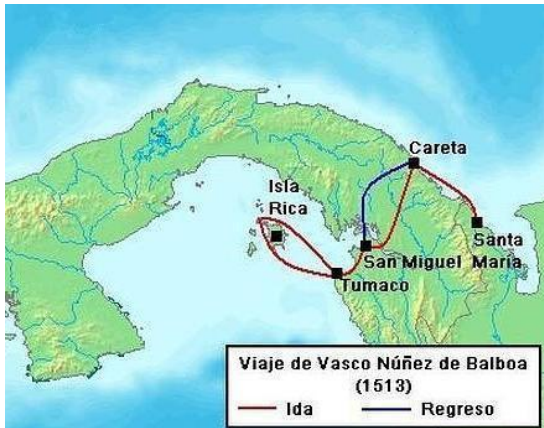 Careta
Isla
Rica
Santa
María
San Miguel
Tumaco
Viaje de Vasco Núñez de Balboa
(1513)
Ida
Regreso